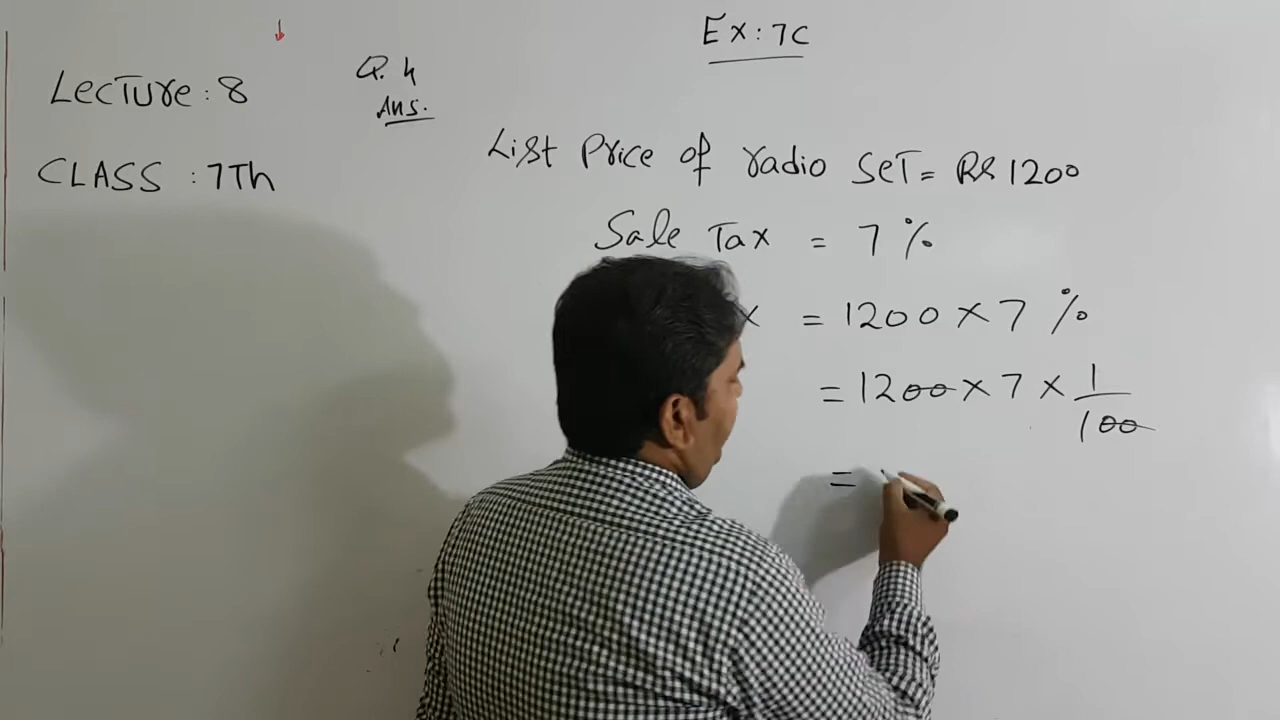 Ex: 7C
Lecture: 8
Q. 4
Ans.
CLASS : 7Th
List Price of radio SeT = RS 1200
Sale Tax = 7 %
x = 1200 × 7 %
= 1200 × 7 × 1/100
=